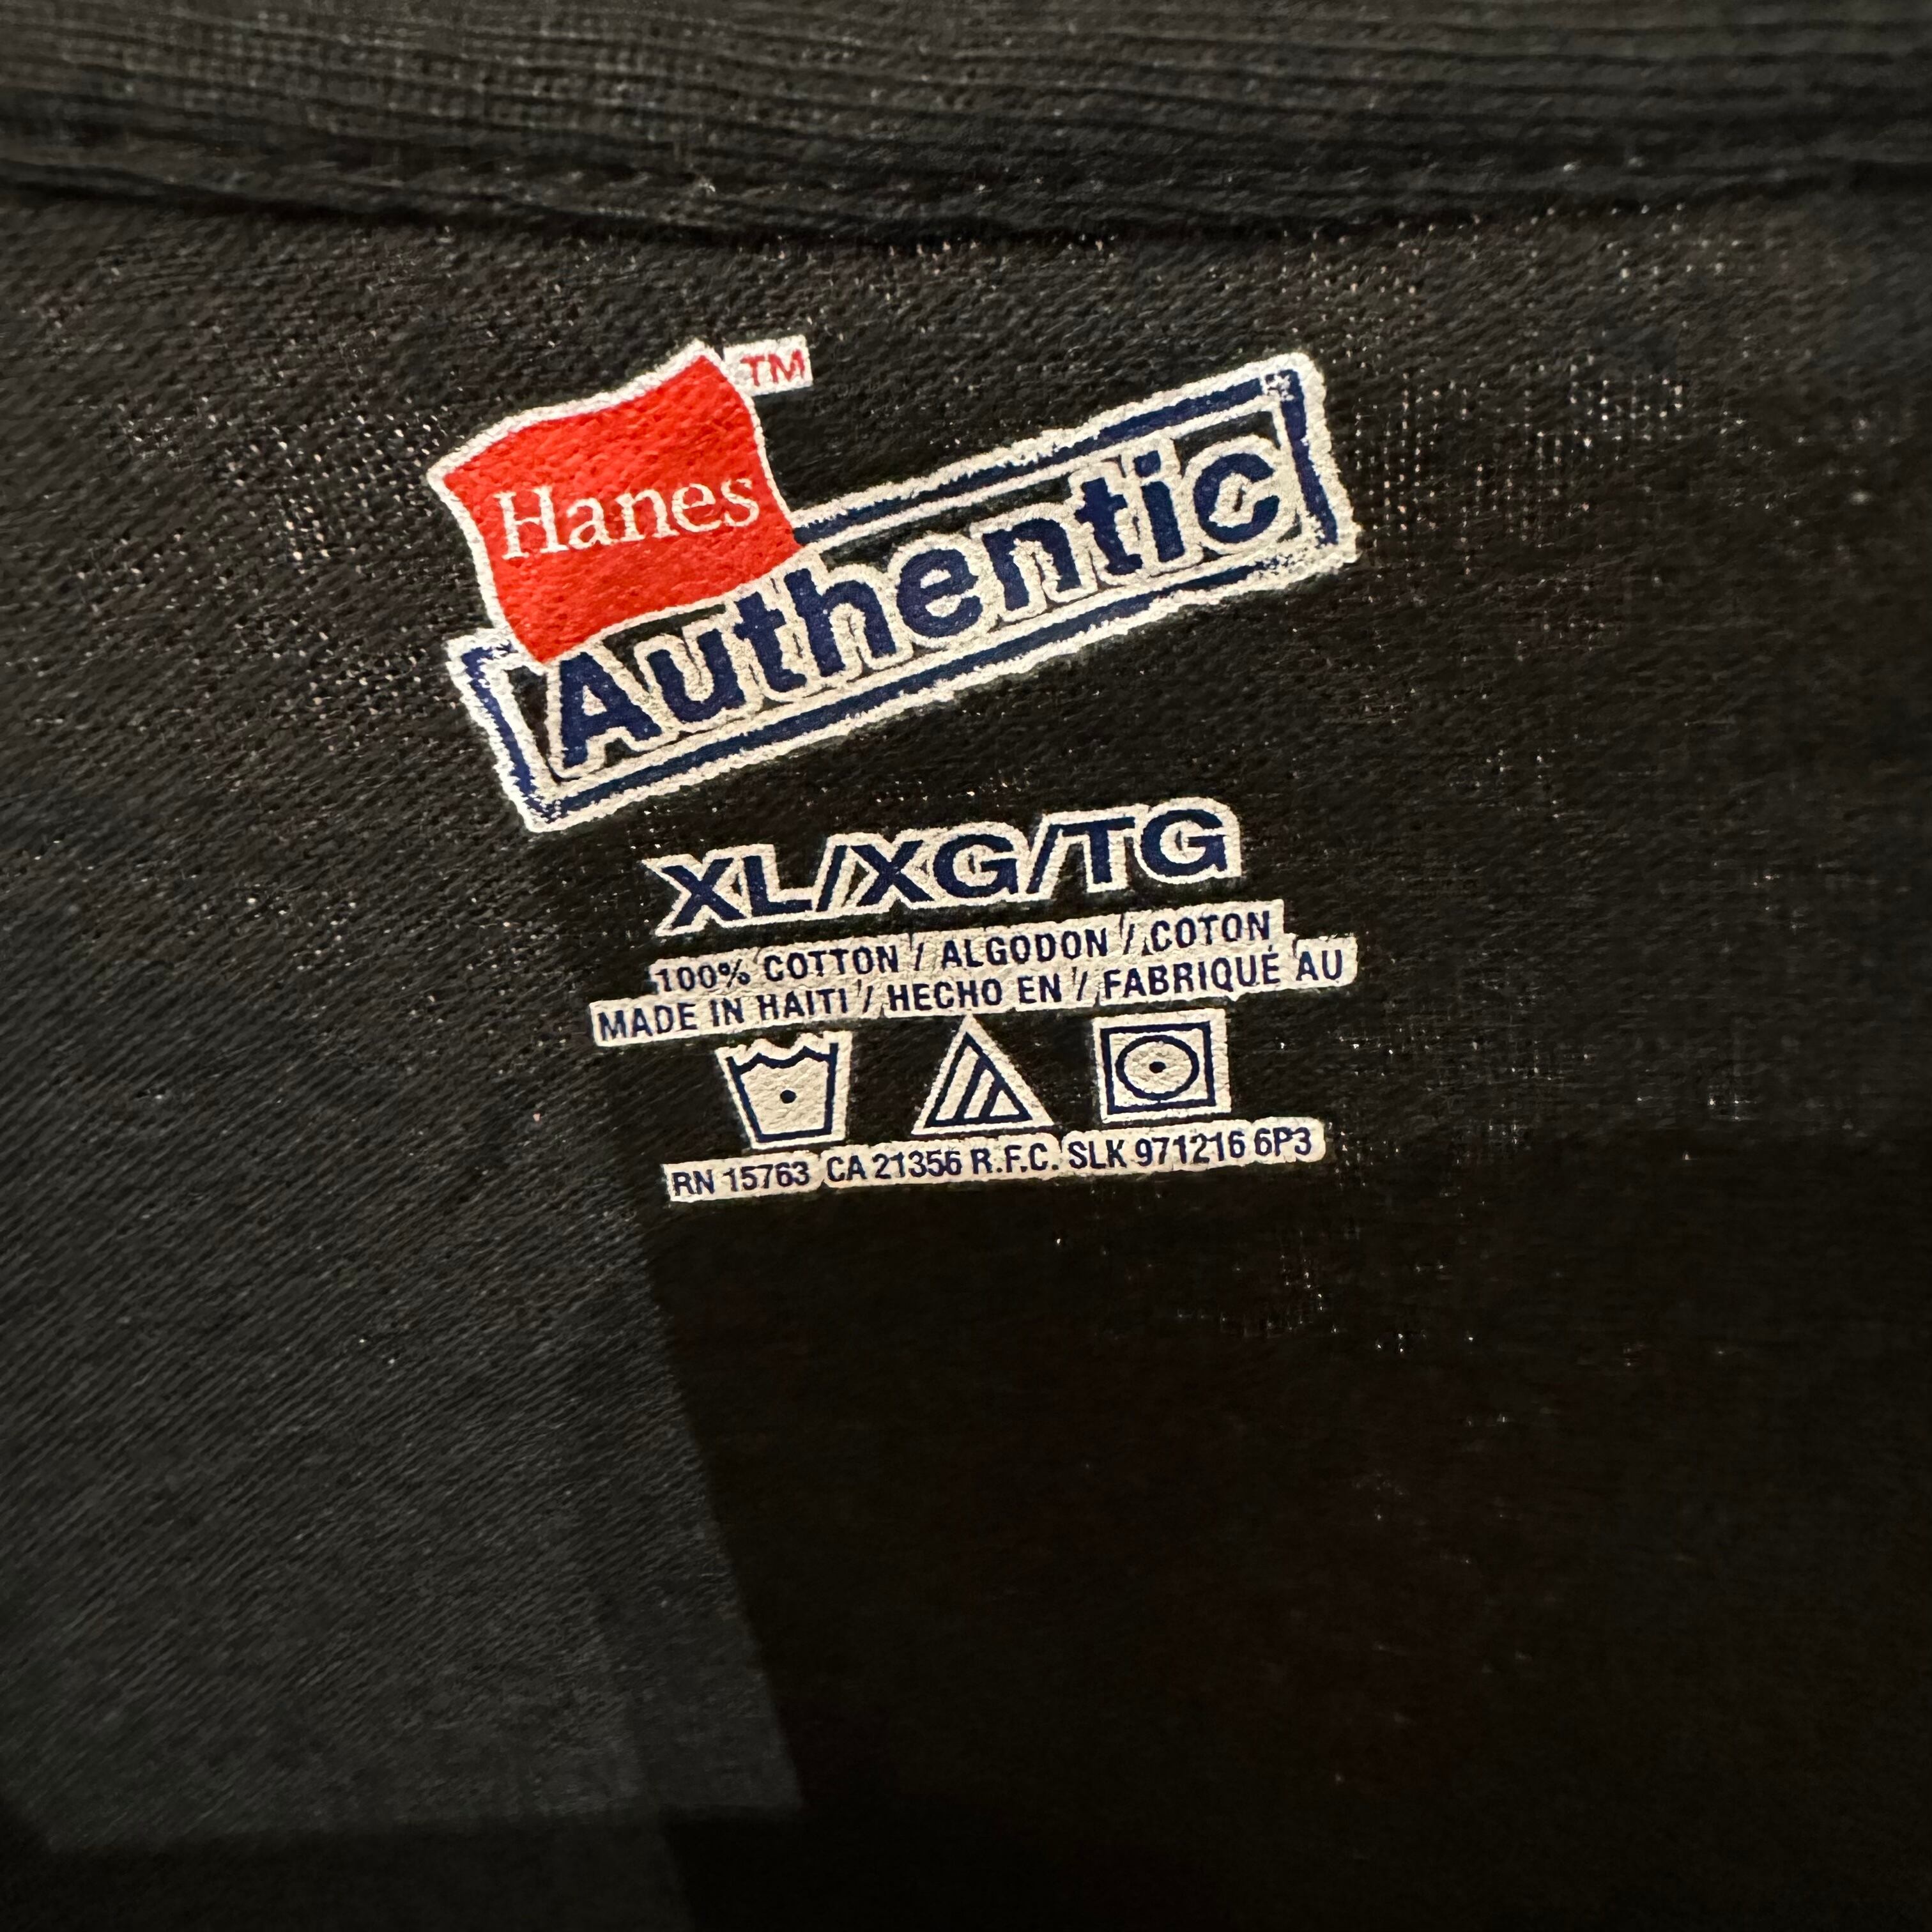 Hanes TM
Authentic
XL/XG/TG
100% COTTON / ALGODON / COTON
MADE IN HAITI / HECHO EN / FABRIQUÉ AU
RN 15763 CA 21356 R.F.C. SLK 971216 6P3